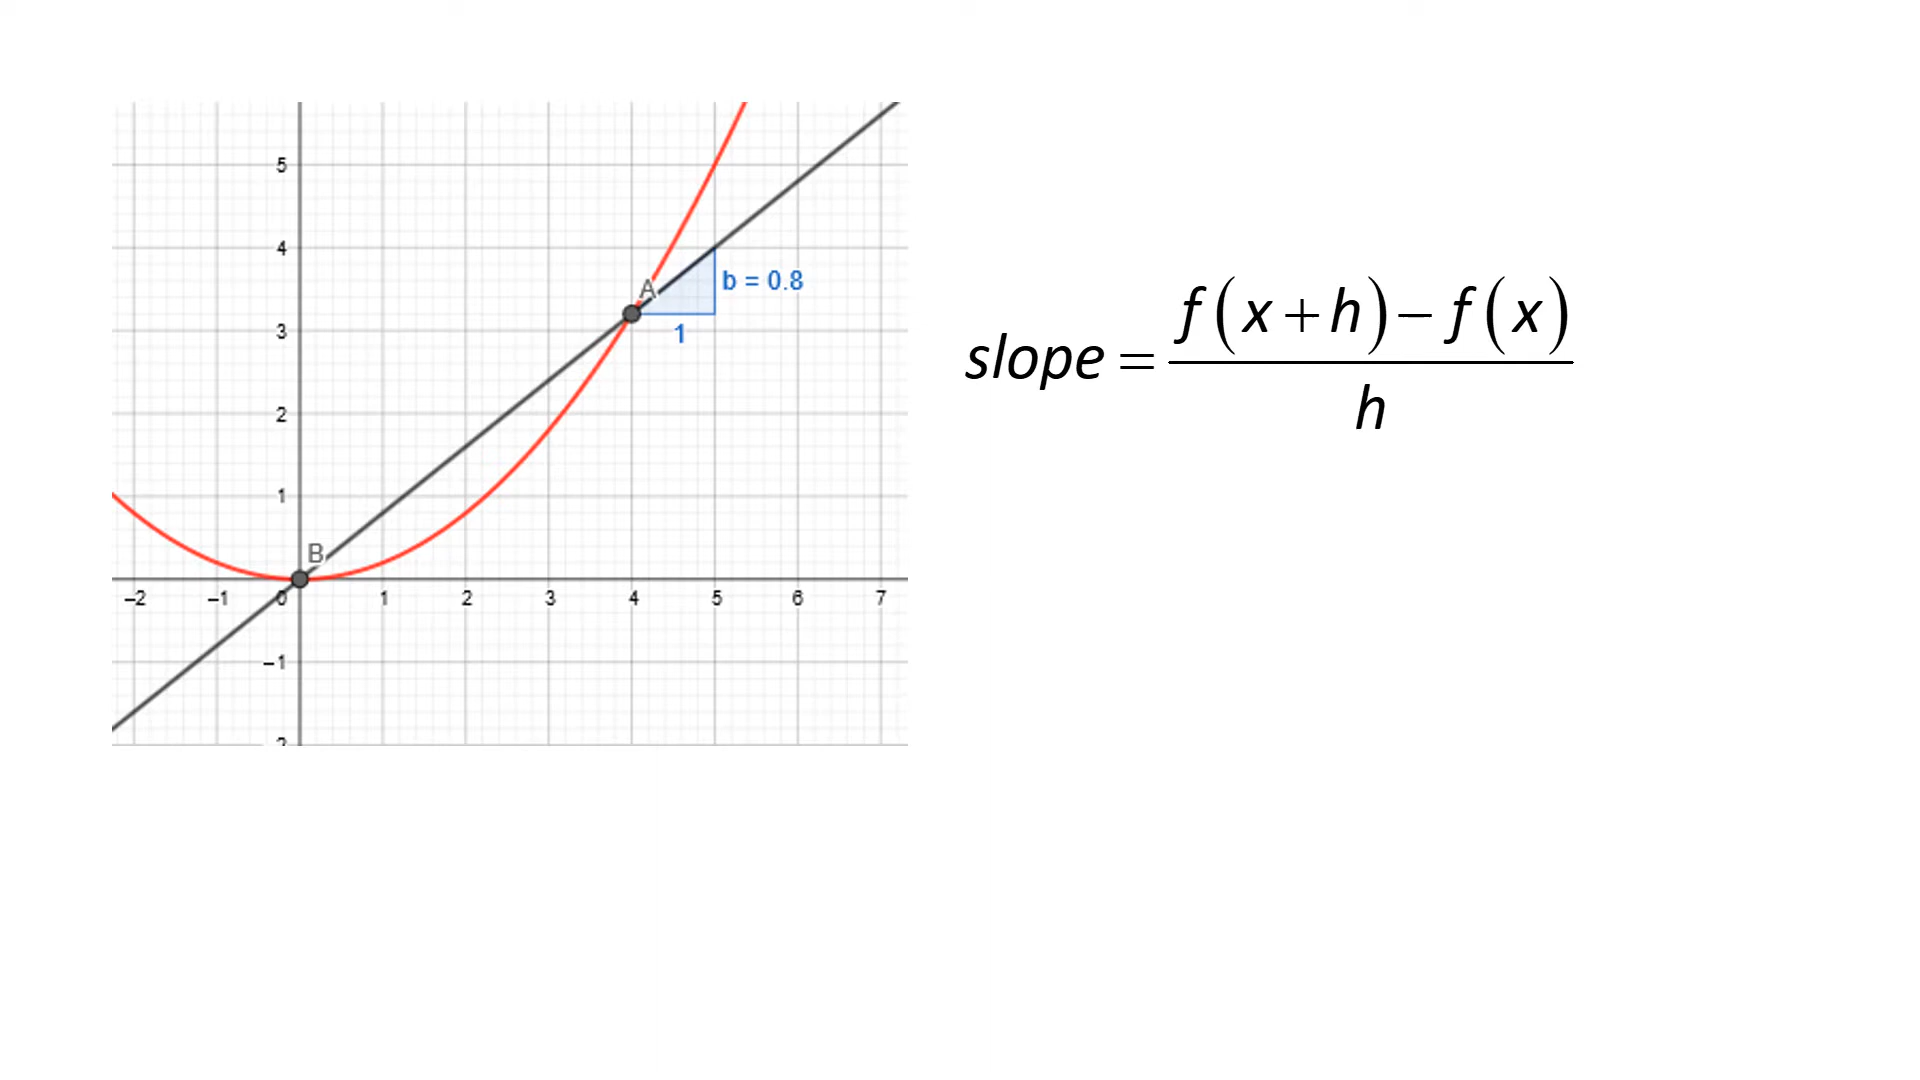 5
4
A
b = 0.8
3
1
2
1
B
–2 –1 0 1 2 3 4 5 6 7
–1
slope = f(x+h) – f(x) / h